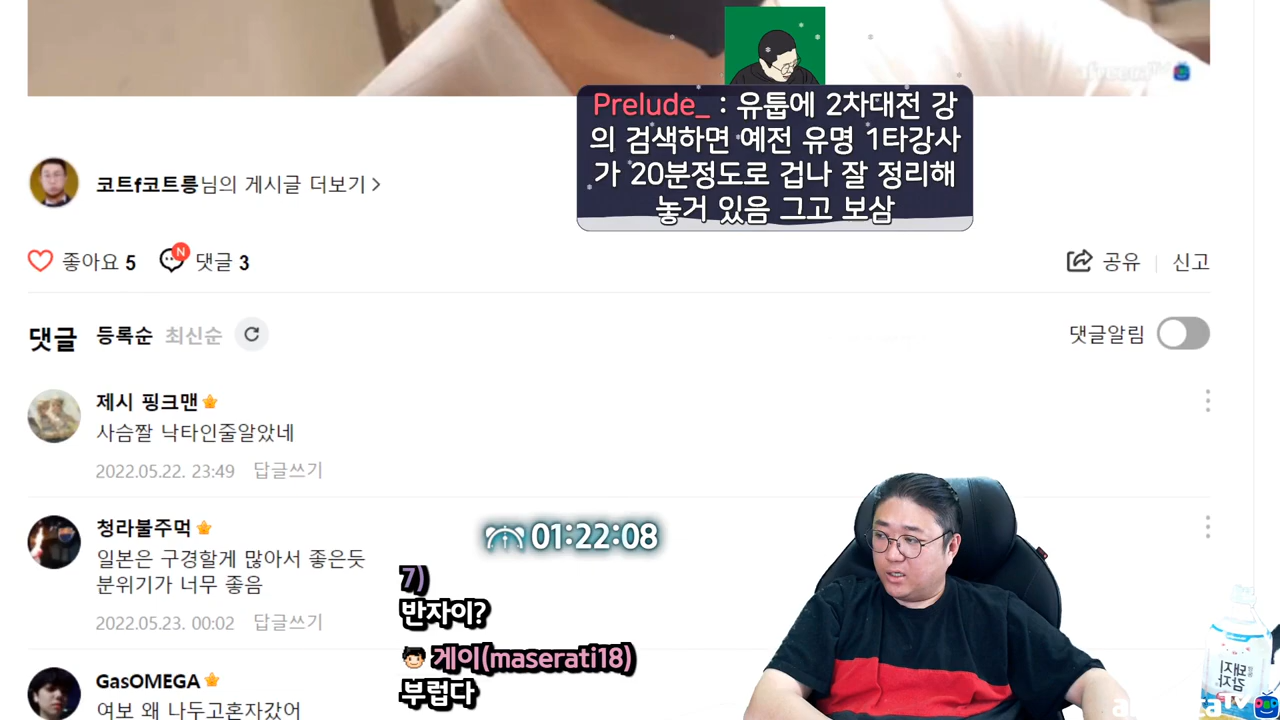 afreecaTV
Prelude_ : 유튭에 2차대전 강
의 검색하면 예전 유명 1타강사
가 20분정도로 겁나 잘 정리해
놓거 있음 그고 보삼
코트f코트릉님의 게시글 더보기 >
좋아요 5 N 댓글 3
공유 신고
댓글 등록순 최신순
댓글알림
제시 핑크맨
사슴짤 낙타인줄알았네
2022.05.22. 23:49 답글쓰기
청라불주먹
일본은 구경할게 많아서 좋은듯
분위기가 너무 좋음
2022.05.23. 00:02 답글쓰기
01:22:08
7)
반자이?
게이(maserati18)
부럽다
GasOMEGA
여보 왜 나두고혼자갔어